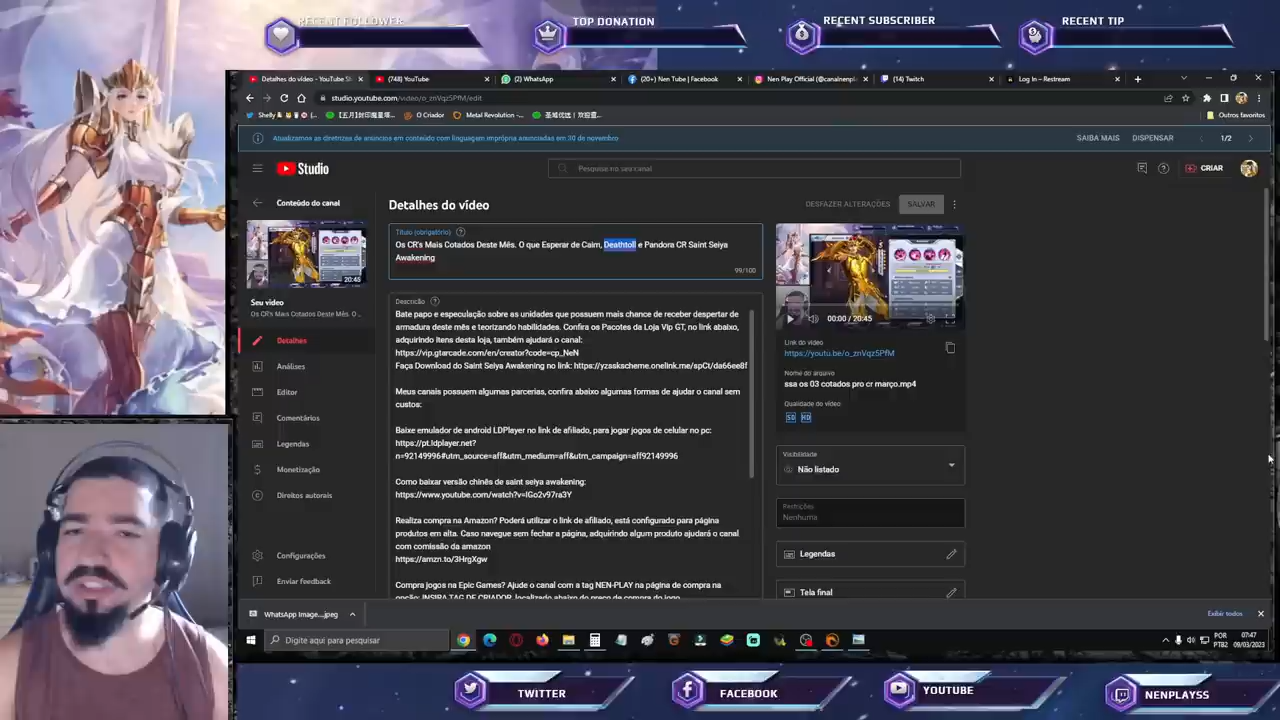 RECENT FOLLOWER
TOP DONATION
RECENT SUBSCRIBER
RECENT TIP
Detalhes do vídeo - YouTube St
(748) YouTube
(2) WhatsApp
(20+) Nen Tube | Facebook
Nen Play Official (@canalnenpl
(14) Twitch
Log In – Restream
studio.youtube.com/video/o_znVqz5PfM/edit
O Criador
Metal Revolution -...
Outros favoritos
Atualizamos as diretrizes de anúncios em conteúdo com linguagem imprópria anunciadas em 30 de novembro
SAIBA MAIS
DISPENSAR
1/2
Studio
Pesquise no seu canal
CRIAR
Conteúdo do canal
Detalhes do vídeo
DESFAZER ALTERAÇÕES
SALVAR
Título (obrigatório)
Os CR's Mais Cotados Deste Mês. O que Esperar de Caim, Deathtoll e Pandora CR Saint Seiya
Awakening
99/100
20:45
Seu vídeo
Os CR's Mais Cotados Deste Mês. O ...
Detalhes
Análises
Editor
Comentários
Legendas
Monetização
Direitos autorais
Configurações
Enviar feedback
Descrição
Bate papo e especulação sobre as unidades que possuem mais chance de receber despertar de
armadura deste mês e teorizando habilidades. Confira os Pacotes da Loja Vip GT, no link abaixo,
adquirindo itens desta loja, também ajudará o canal:
https://vip.gtarcade.com/en/creator?code=cp_NeN
Faça Download do Saint Seiya Awakening no link: https://yzsskscheme.onelink.me/spCt/da66ee8f
Meus canais possuem algumas parcerias, confira abaixo algumas formas de ajudar o canal sem
custos:
Baixe emulador de android LDPlayer no link de afiliado, para jogar jogos de celular no pc:
https://pt.ldplayer.net?
n=92149996#utm_source=aff&utm_medium=aff&utm_campaign=aff92149996
Como baixar versão chinês de saint seiya awakening:
https://www.youtube.com/watch?v=IGo2v97ra3Y
Realiza compra na Amazon? Poderá utilizar o link de afiliado, está configurado para página
produtos em alta. Caso navegue sem fechar a página, adquirindo algum produto ajudará o canal
com comissão da amazon
https://amzn.to/3HrgXgw
Compra jogos na Epic Games? Ajude o canal com a tag NEN-PLAY na página de compra na
opção: INSIRA TAG DE CRIADOR, localizado abaixo do preço de compra do jogo
00:00 / 20:45
Link do vídeo
https://youtu.be/o_znVqz5PfM
Nome do arquivo
ssa os 03 cotados pro cr março.mp4
Qualidade do vídeo
SD HD
Visibilidade
Não listado
Restrições
Nenhuma
Legendas
Tela final
WhatsApp Image....jpeg
Exibir todos
Digite aqui para pesquisar
POR
PTB2
07:47
09/03/2023
TWITTER
FACEBOOK
YOUTUBE
NENPLAYSS